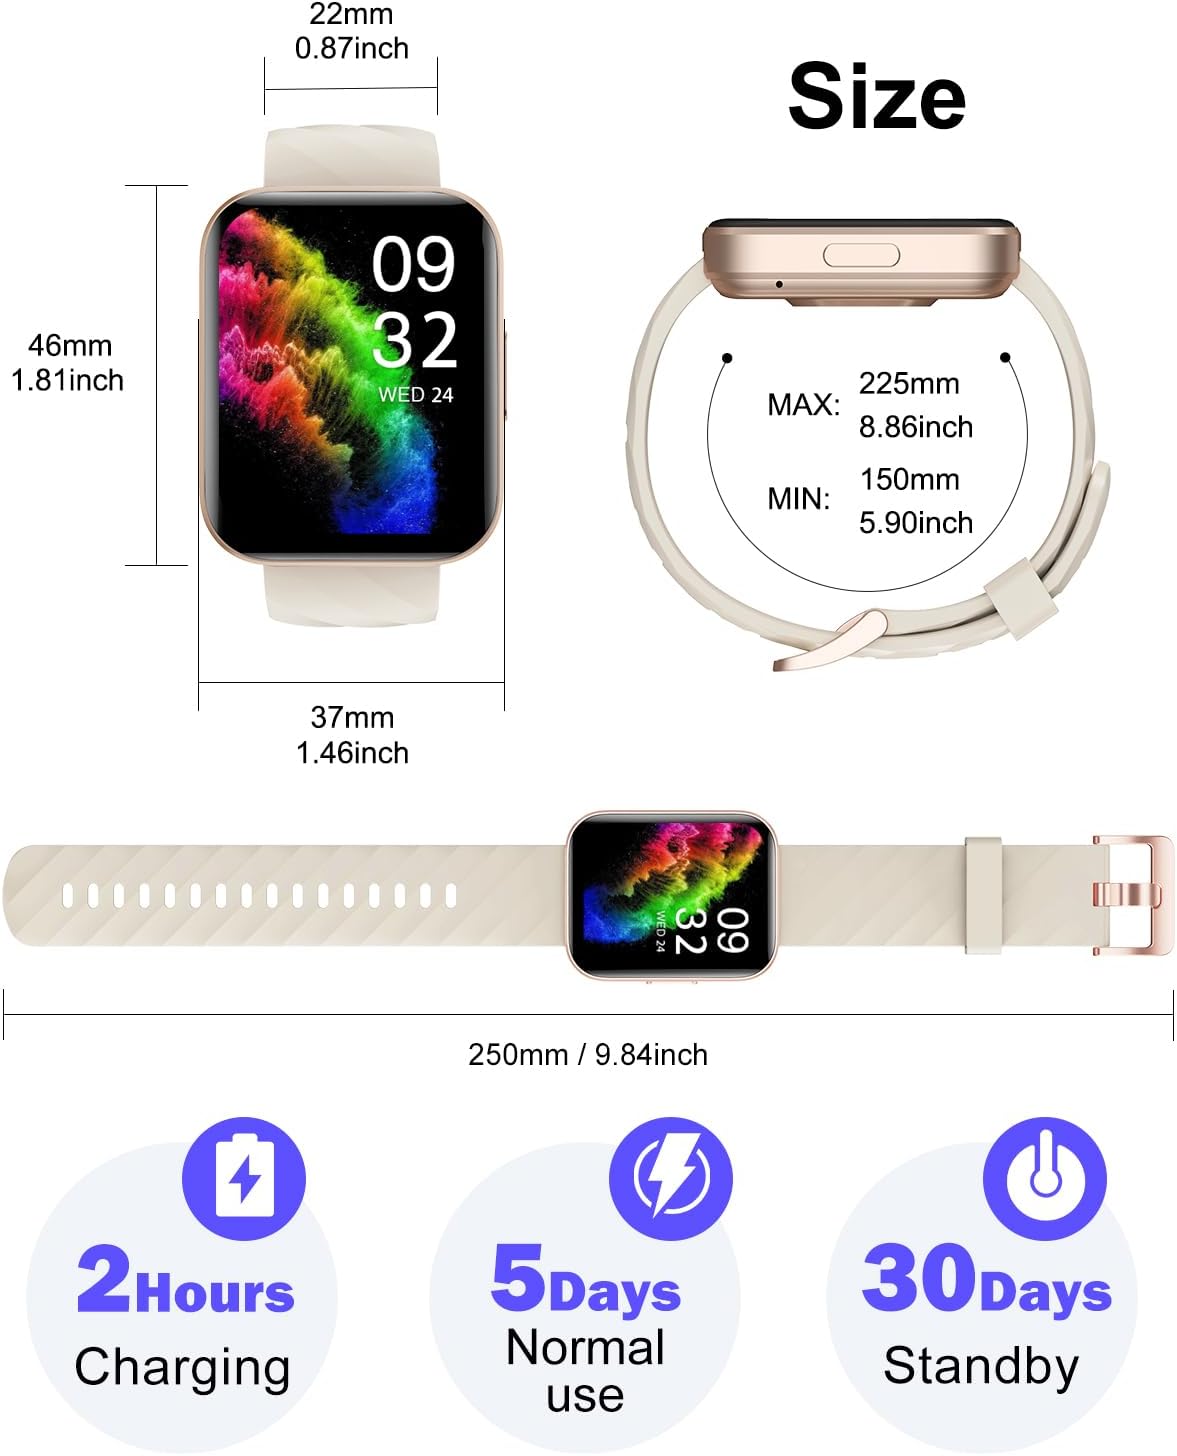 22mm
0.87inch
Size
09
32
WED 24
46mm
1.81inch
MAX:
225mm
8.86inch
MIN:
150mm
5.90inch
37mm
1.46inch
09
32
WED 24
250mm / 9.84inch
2Hours
Charging
5Days
Normal
use
30Days
Standby